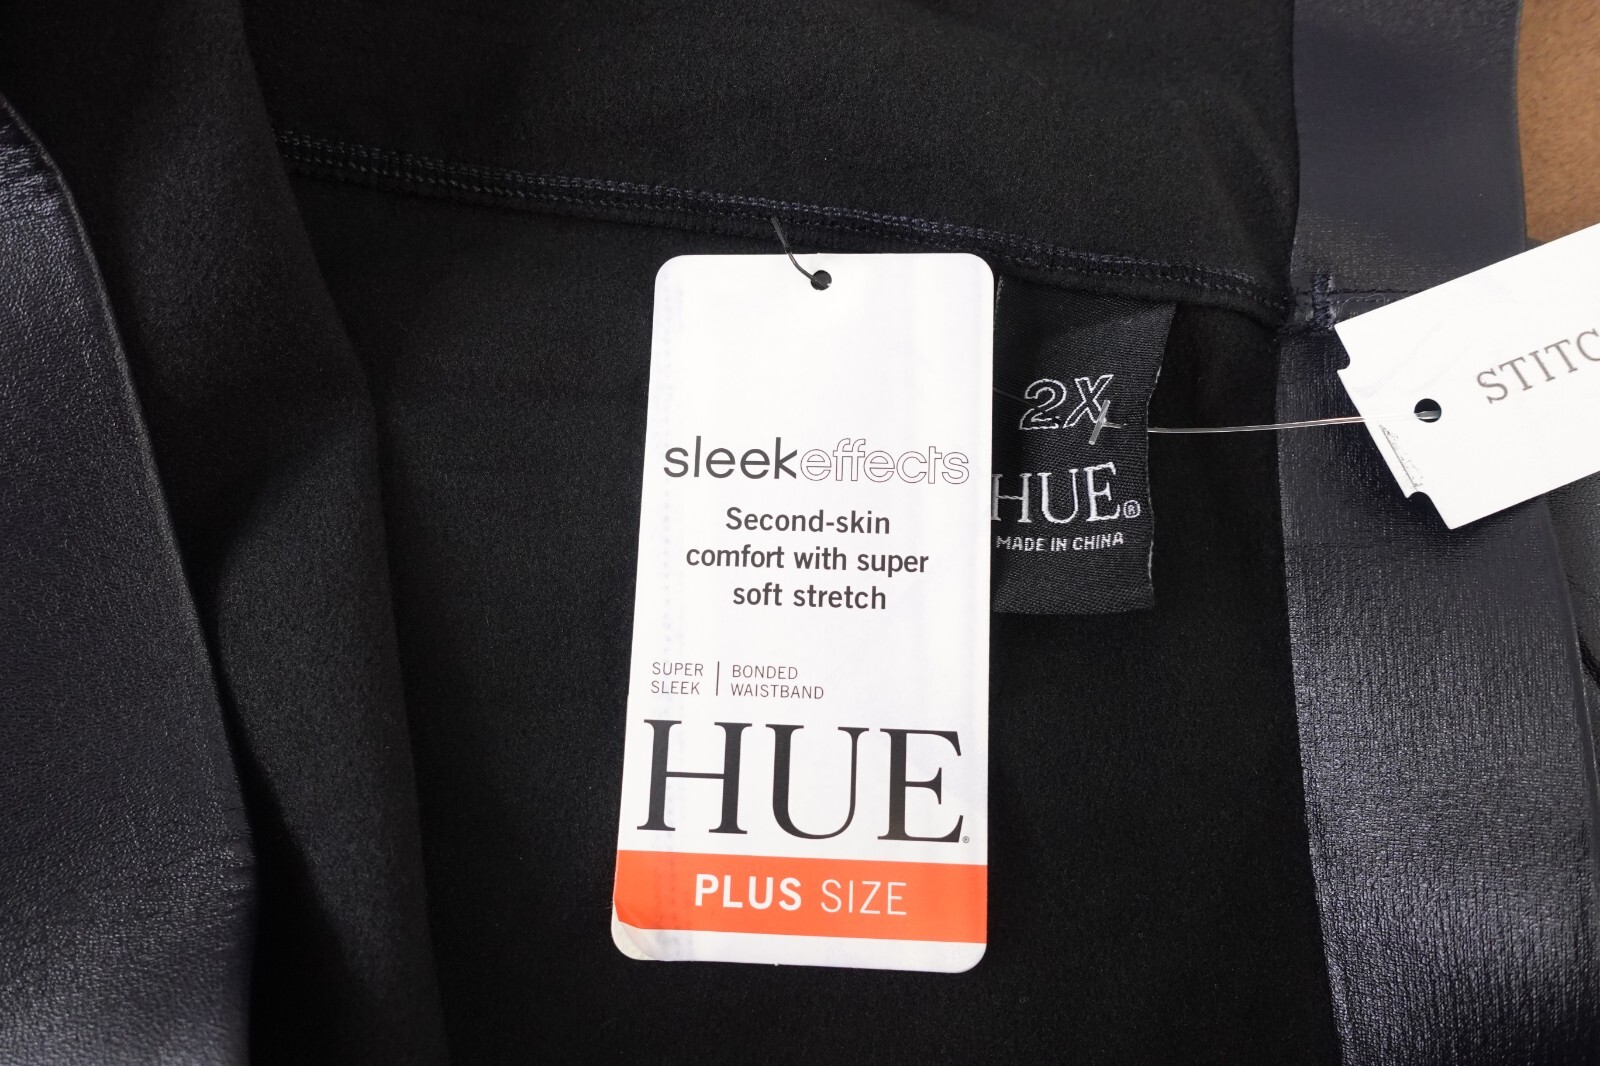 sleekeffects
Second-skin
comfort with super
soft stretch
SUPER
SLEEK
BONDED
WAISTBAND
HUE®
PLUS SIZE
2X
HUE®
MADE IN CHINA
STITC